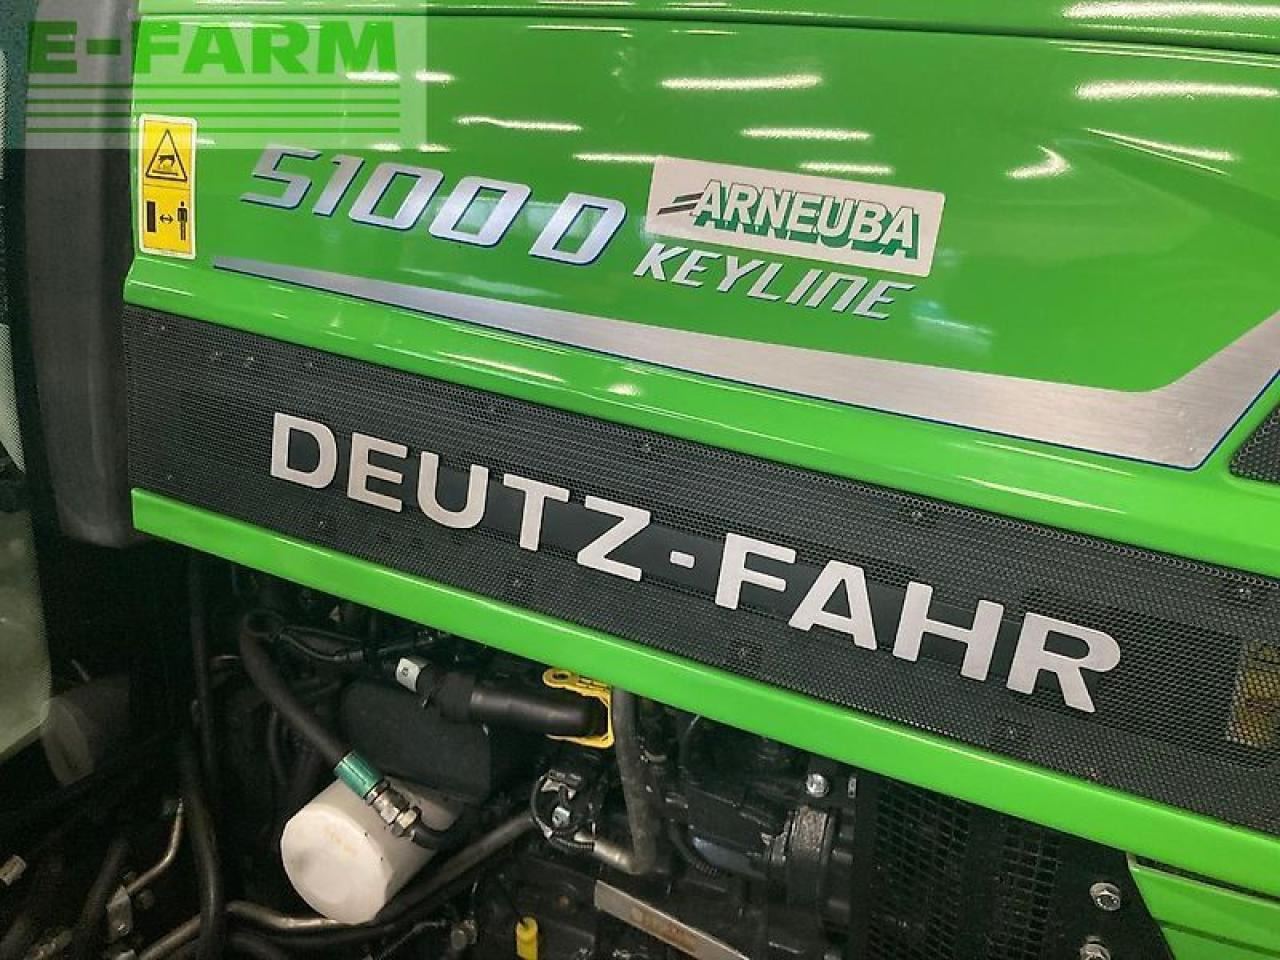 E-FARM
5100 D
ARNEUBA
KEYLINE
DEUTZ-FAHR